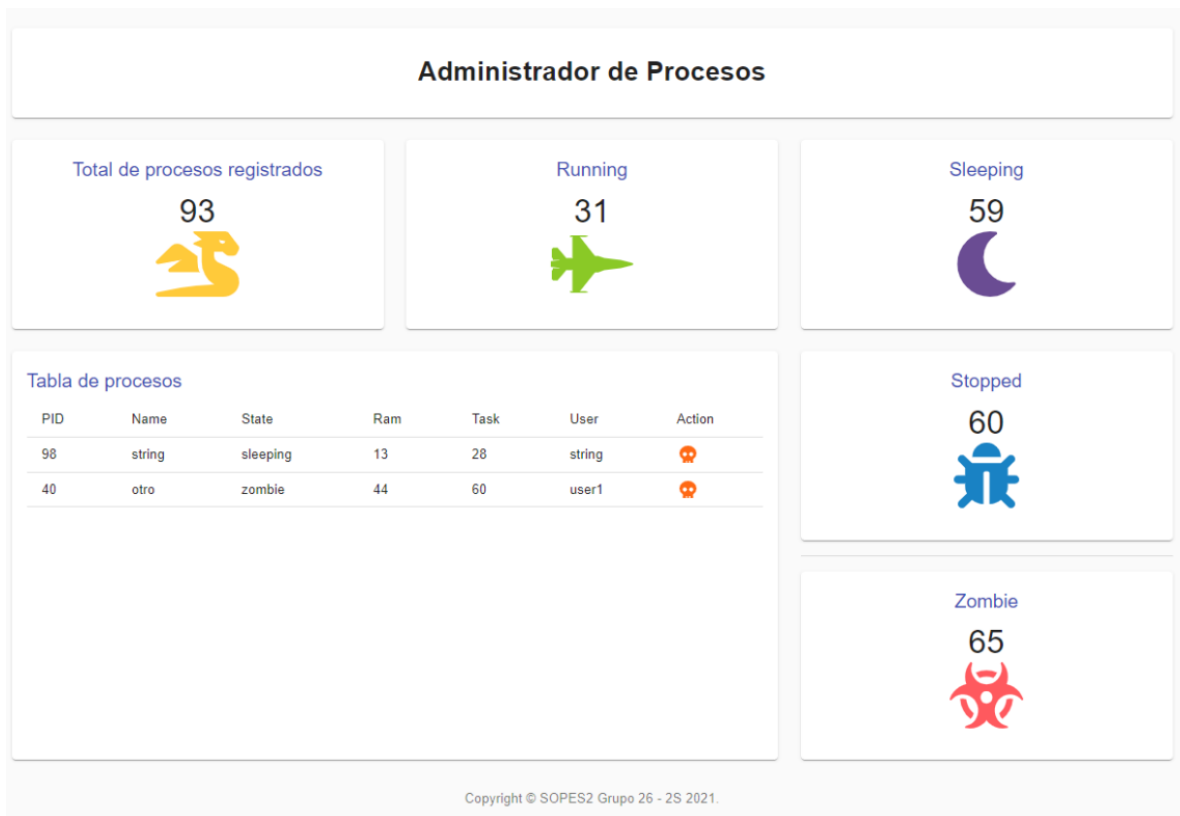 Administrador de Procesos
Total de procesos registrados
93
Running
31
Sleeping
59
Tabla de procesos
PID Name State Ram Task User Action
98 string sleeping 13 28 string
40 otro zombie 44 60 user1
Stopped
60
Zombie
65
Copyright © SOPES2 Grupo 26 - 2S 2021.